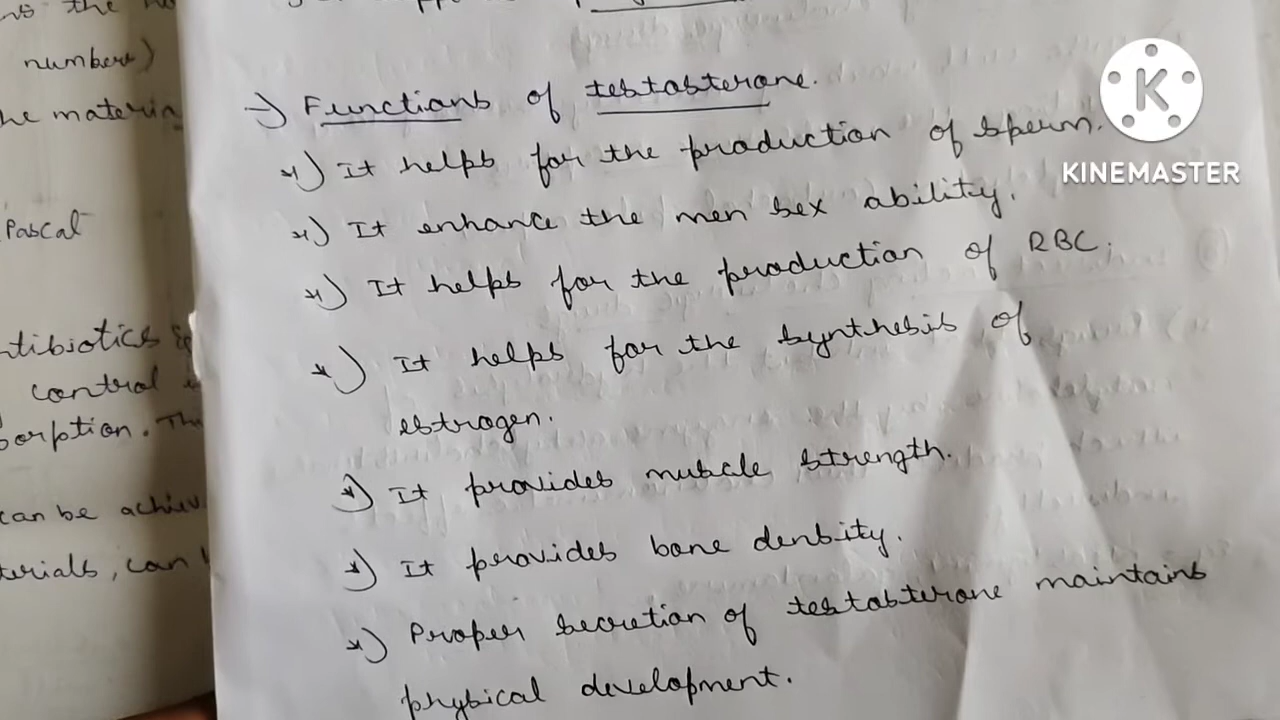 numbers)
the materia
Pascal
control
can be achiev
terials, can
→ Functions of testosterone.
*) It helps for the production of sperm.
*) It enhance the men sex ability.
*) It helps for the production of RBC.
*) It helps for the synthesis of
estrogen.
*) It provides muscle strength.
*) It provides bone density.
*) Proper secretion of testosterone maintains
physical development.
K
KINEMASTER